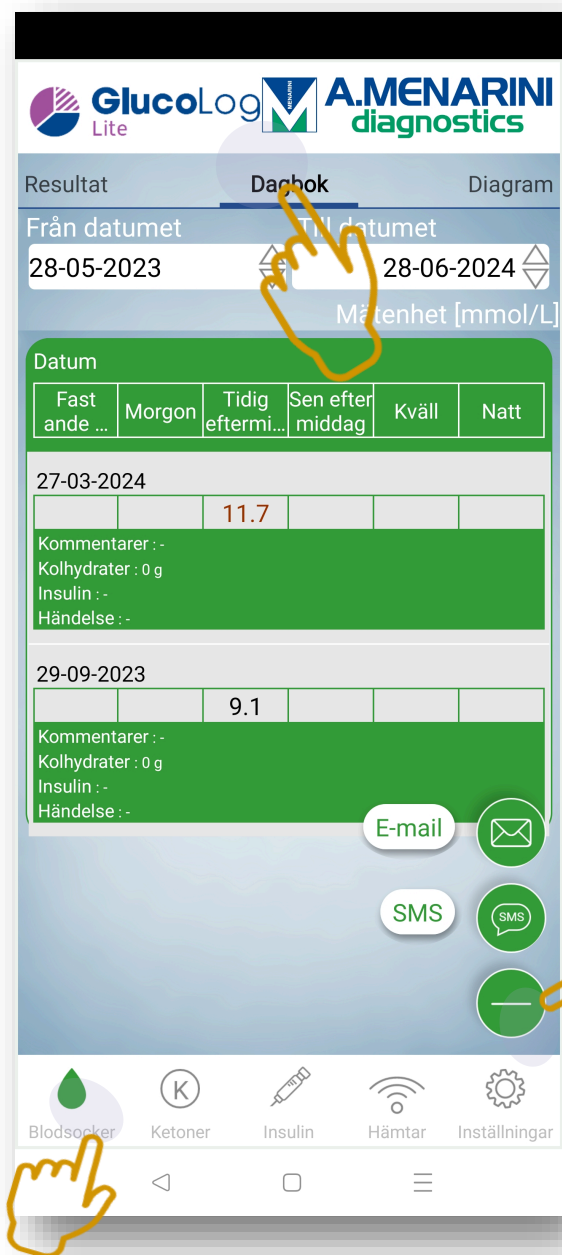 GlucoLog
Lite
MENARINI
A.MENARINI
diagnostics
Resultat Dagbok Diagram
Från datumet Till datumet
28-05-2023 28-06-2024
Mätenhet [mmol/L]
Datum
Fast
ande ...
Morgon
Tidig
eftermi...
Sen efter
middag
Kväll
Natt
27-03-2024
11.7
Kommentarer : -
Kolhydrater : 0 g
Insulin : -
Händelse : -
29-09-2023
9.1
Kommentarer : -
Kolhydrater : 0 g
Insulin : -
Händelse : -
E-mail
SMS SMS
K
Blodsocker Ketoner Insulin Hämtar Inställningar